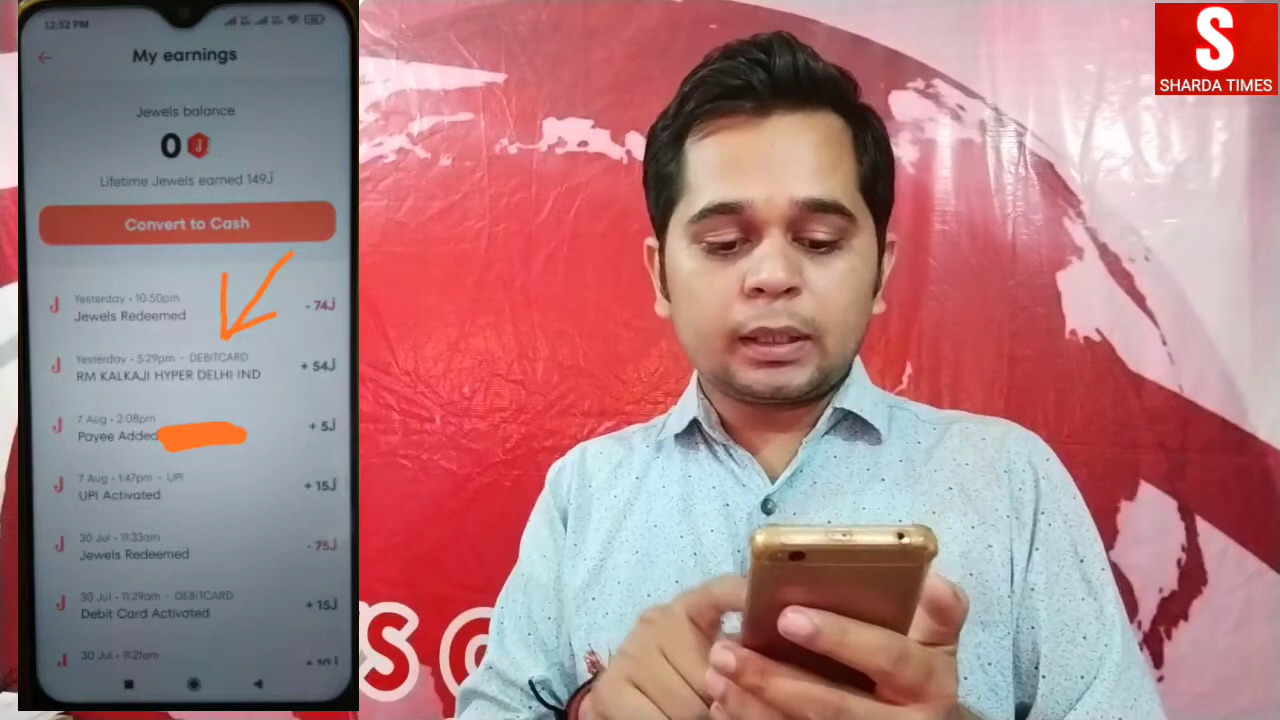 12:52 PM
My earnings
Jewels balance
0 J
Lifetime Jewels earned 149J
Convert to Cash
Yesterday • 10:50pm
Jewels Redeemed
- 74J
Yesterday • 5:29pm • DEBITCARD
RM KALKAJI HYPER DELHI IND
+ 54J
7 Aug • 2:08pm
Payee Added
+ 5J
7 Aug • 1:47pm • UPI
UPI Activated
+ 15J
30 Jul • 11:33am
Jewels Redeemed
- 75J
30 Jul • 11:29am • DEBITCARD
Debit Card Activated
+ 15J
30 Jul • 11:21am
+ 10J
S
SHARDA TIMES